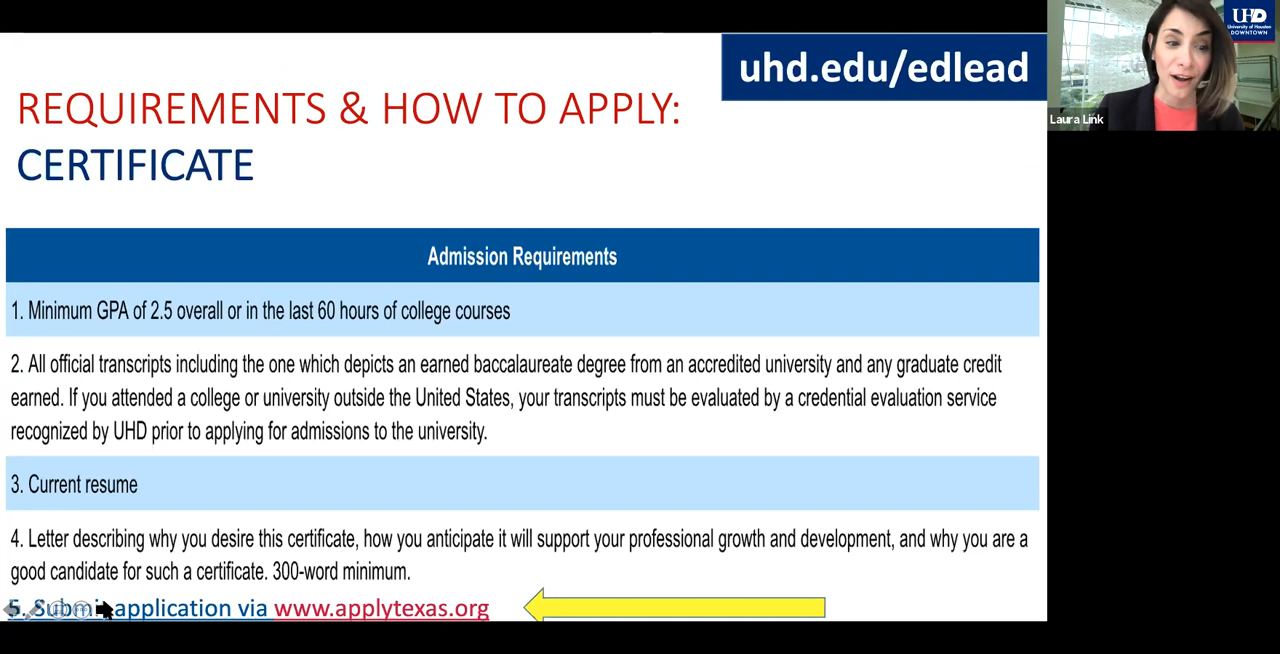 uhd.edu/edlead
UHD
University of Houston
DOWNTOWN
Laura Link
REQUIREMENTS & HOW TO APPLY:
CERTIFICATE
Admission Requirements
1. Minimum GPA of 2.5 overall or in the last 60 hours of college courses
2. All official transcripts including the one which depicts an earned baccalaureate degree from an accredited university and any graduate credit
earned. If you attended a college or university outside the United States, your transcripts must be evaluated by a credential evaluation service
recognized by UHD prior to applying for admissions to the university.
3. Current resume
4. Letter describing why you desire this certificate, how you anticipate it will support your professional growth and development, and why you are a
good candidate for such a certificate. 300-word minimum.
5. Submit application via www.applytexas.org